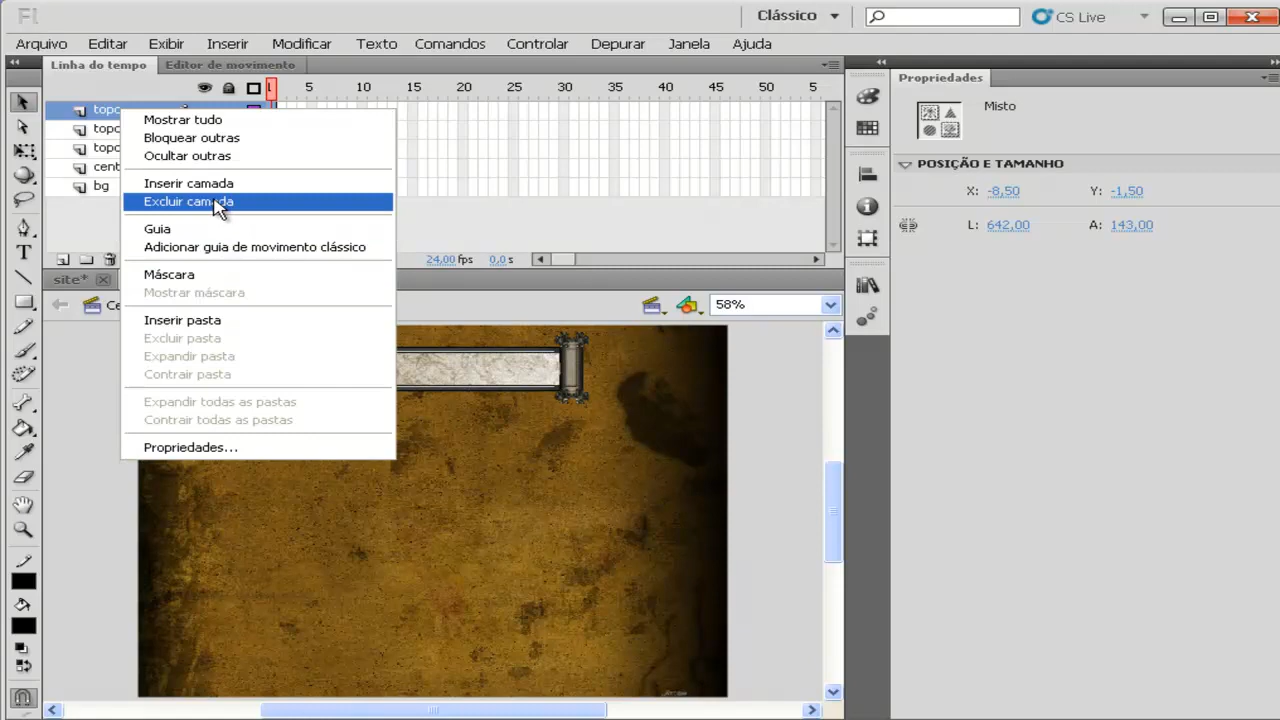 Fl
Clássico
CS Live
Arquivo Editar Exibir Inserir Modificar Texto Comandos Controlar Depurar Janela Ajuda
Linha do tempo Editor de movimento
1 5 10 15 20 25 30 35 40 45 50 5
topo
topo
topo
cent
bg
Mostrar tudo
Bloquear outras
Ocultar outras
Inserir camada
Excluir camada
Guia
Adicionar guia de movimento clássico
Máscara
Mostrar máscara
Inserir pasta
Excluir pasta
Expandir pasta
Contrair pasta
Expandir todas as pastas
Contrair todas as pastas
Propriedades...
24,00 fps 0,0 s
site*
Ce
58%
Propriedades
Misto
POSIÇÃO E TAMANHO
X: -8,50 Y: -1,50
L: 642,00 A: 143,00